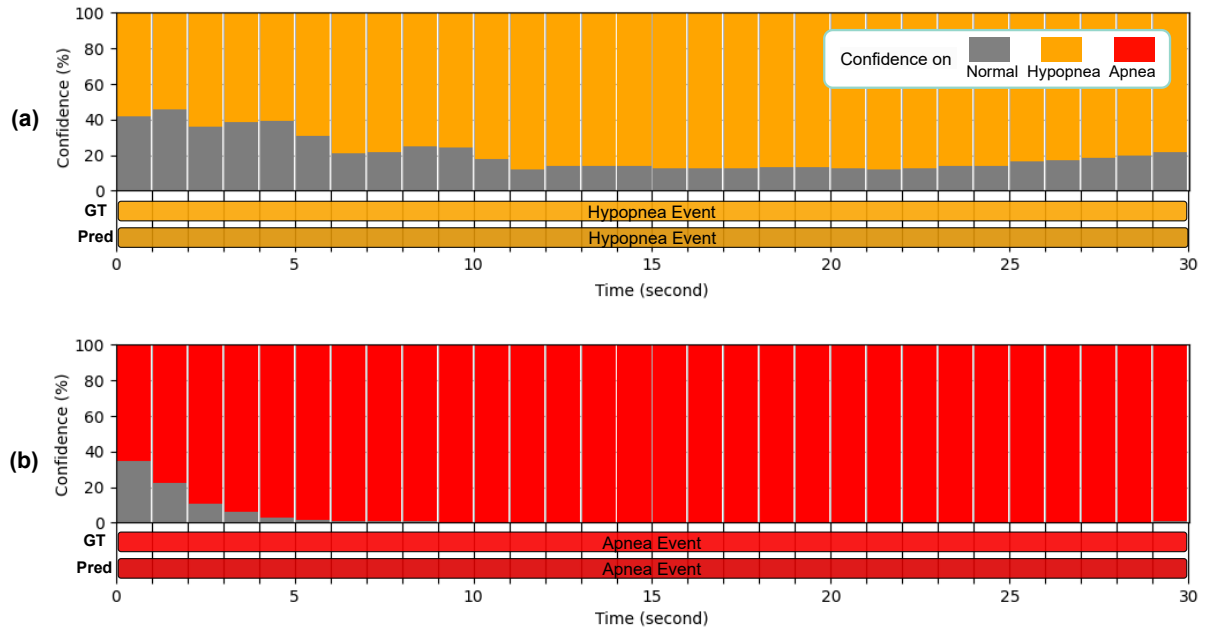 100
80
60
40
20
0
Confidence (%)
(a)
Confidence on
Normal Hypopnea Apnea
GT
Hypopnea Event
Pred
Hypopnea Event
0 5 10 15 20 25 30
Time (second)
100
80
60
40
20
0
Confidence (%)
(b)
GT
Apnea Event
Pred
Apnea Event
0 5 10 15 20 25 30
Time (second)